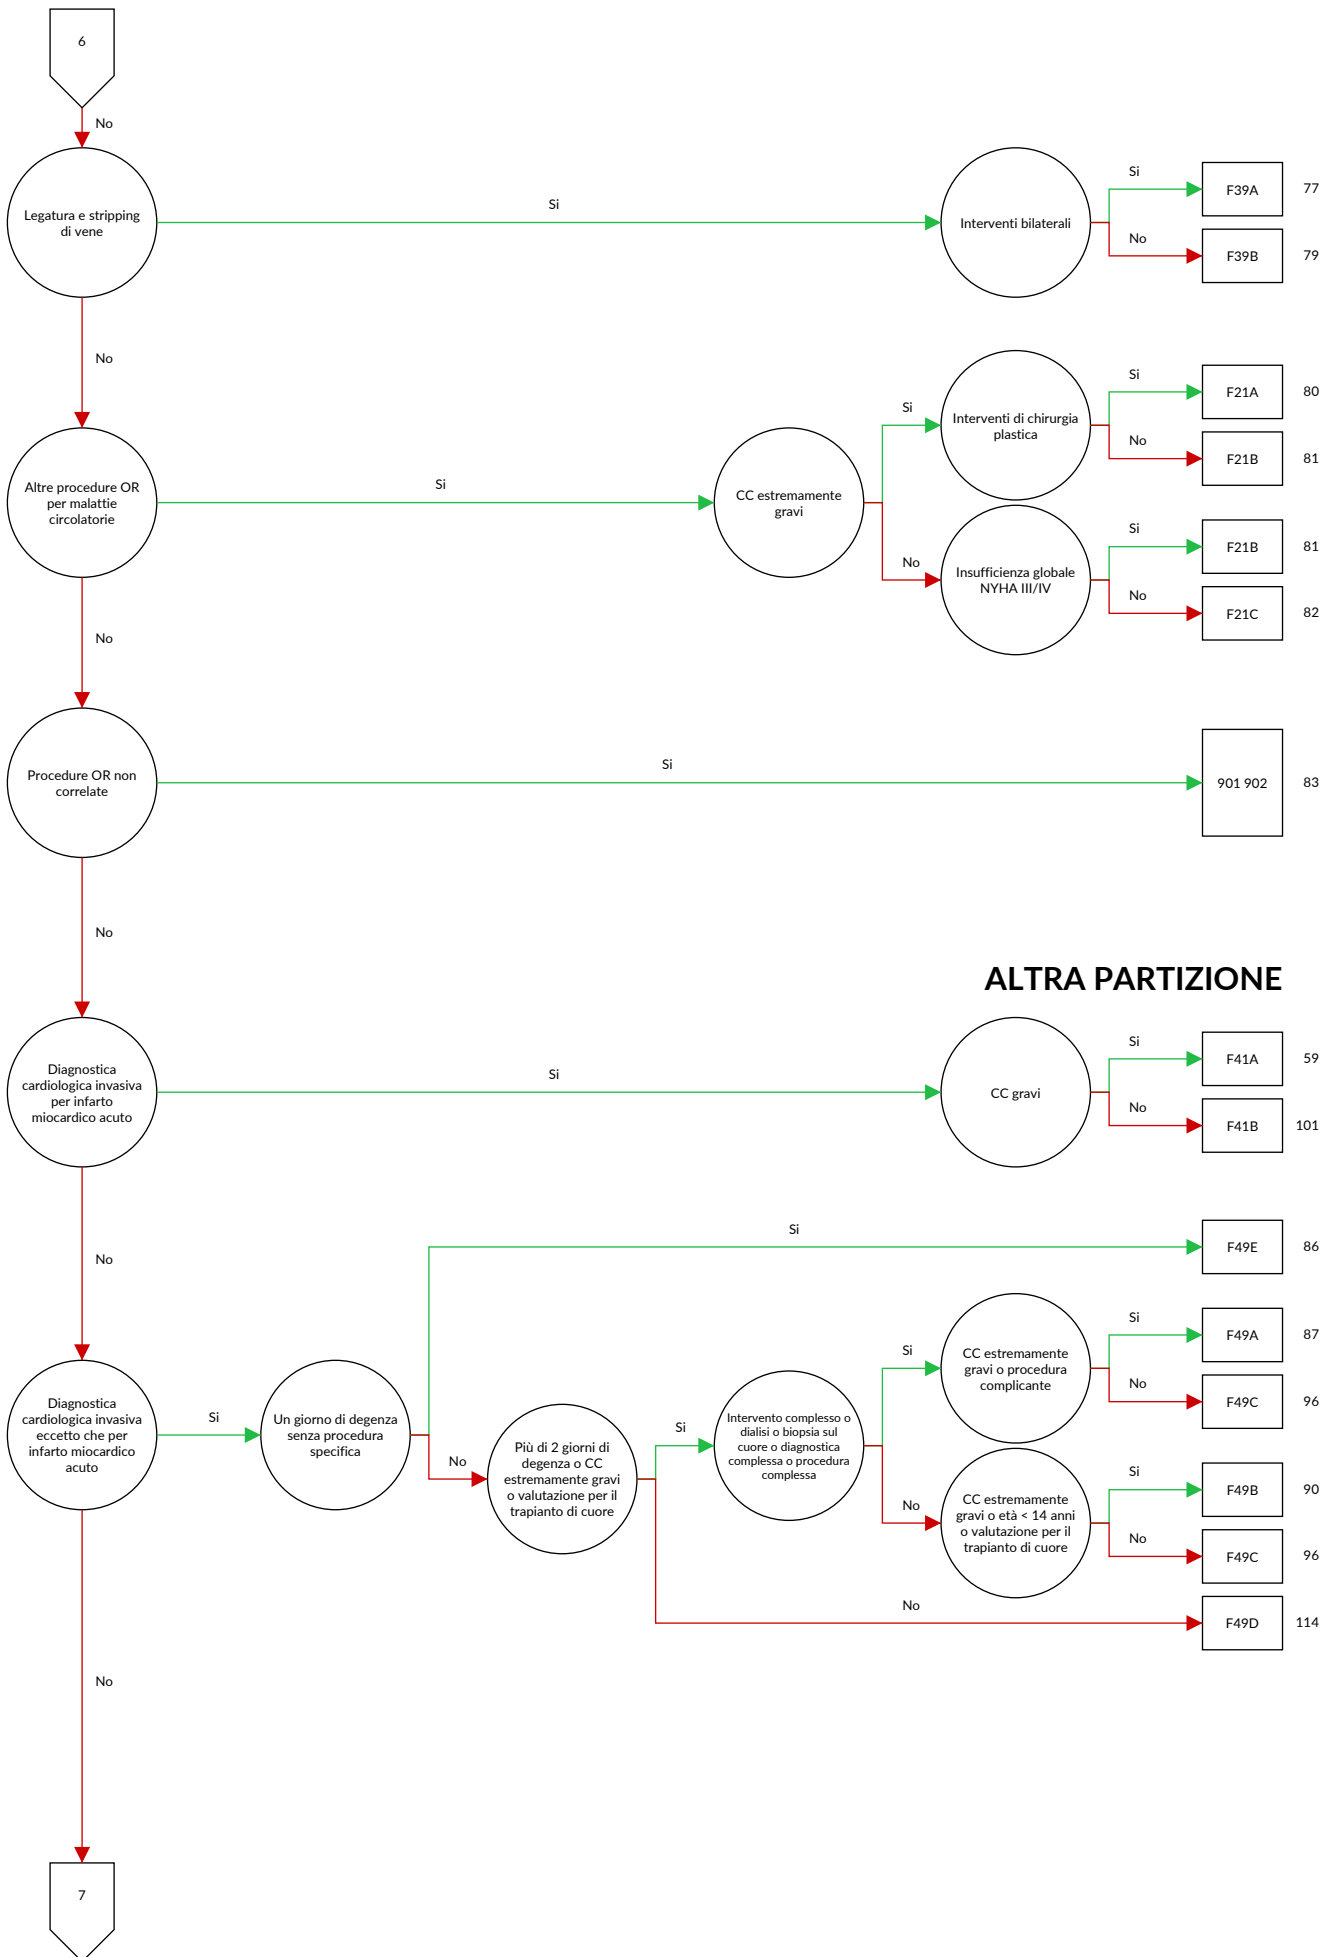 6
No
Legatura e stripping
di vene
Si
Interventi bilaterali
Si
F39A
77
No
F39B
79
No
Altre procedure OR
per malattie
circolatorie
Si
CC estremamente
gravi
Si
Interventi di chirurgia
plastica
Si
F21A
80
No
F21B
81
No
Insufficienza globale
NYHA III/IV
Si
F21B
81
No
F21C
82
No
Procedure OR non
correlate
Si
901 902
83
No
ALTRA PARTIZIONE
Diagnostica
cardiologica invasiva
per infarto
miocardico acuto
Si
CC gravi
Si
F41A
59
No
F41B
101
No
Diagnostica
cardiologica invasiva
eccetto che per
infarto miocardico
acuto
Si
Un giorno di degenza
senza procedura
specifica
Si
F49E
86
No
Più di 2 giorni di
degenza o CC
estremamente gravi
o valutazione per il
trapianto di cuore
Si
Intervento complesso o
dialisi o biopsia sul
cuore o diagnostica
complessa o procedura
complessa
Si
CC estremamente
gravi o procedura
complicante
Si
F49A
87
No
F49C
96
No
CC estremamente
gravi o età < 14 anni
o valutazione per il
trapianto di cuore
Si
F49B
90
No
F49C
96
No
F49D
114
No
7